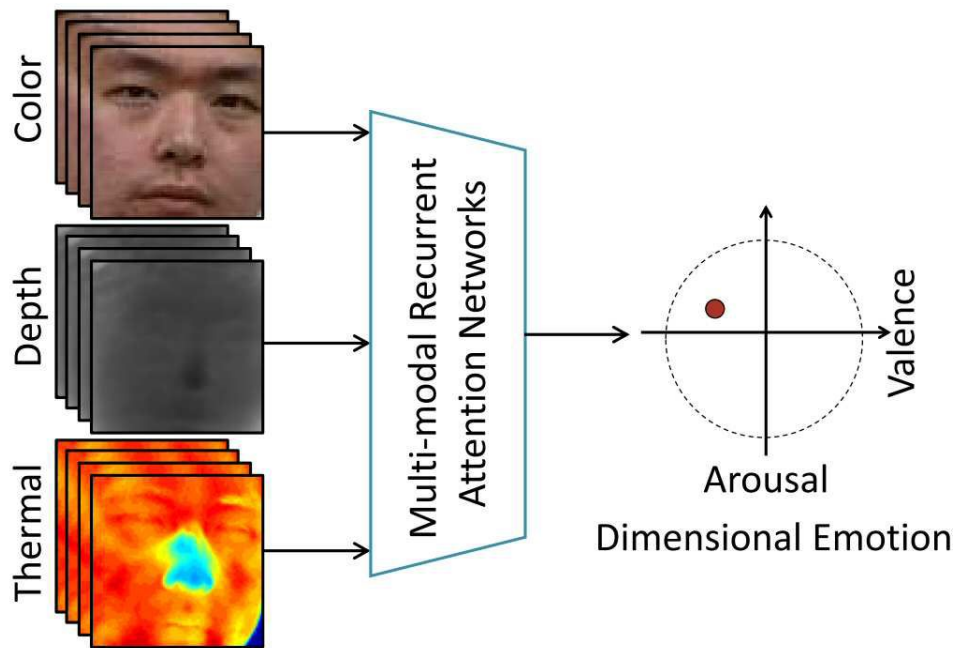 Color
Depth
Thermal
Multi-modal Recurrent
Attention Networks
Valence
Arousal
Dimensional Emotion